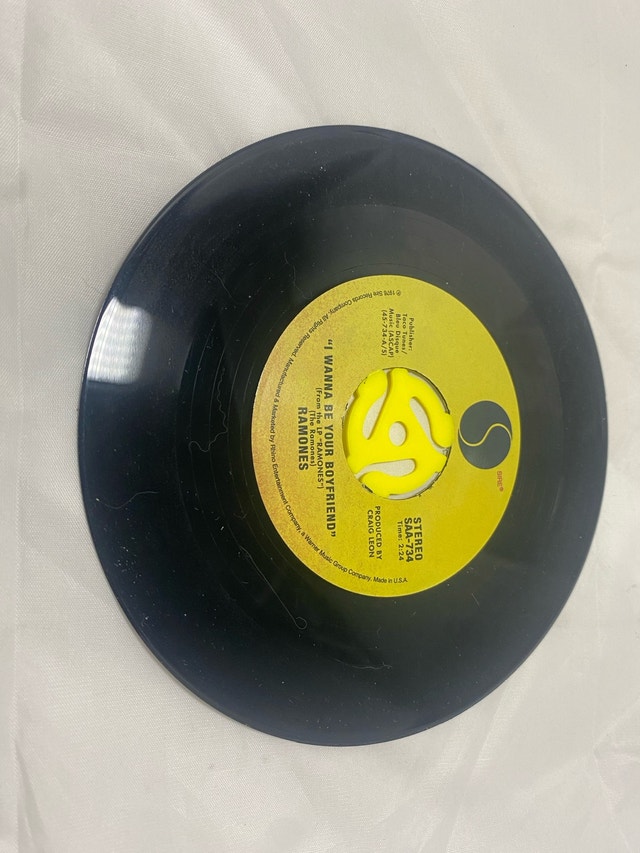 SIRE®
Publisher:
Taco Tunes/
Bleu Disque
Music (ASCAP)
(45-734-A/S)
STEREO
SAA-734
Time: 2:24
PRODUCED BY
CRAIG LEON
"I WANNA BE YOUR BOYFRIEND"
(From the LP "RAMONES")
(The Ramones)
RAMONES
℗ 1976 Sire Records Company. All Rights Reserved. Manufactured & Marketed by Rhino Entertainment Company, a Warner Music Group Company. Made in U.S.A.